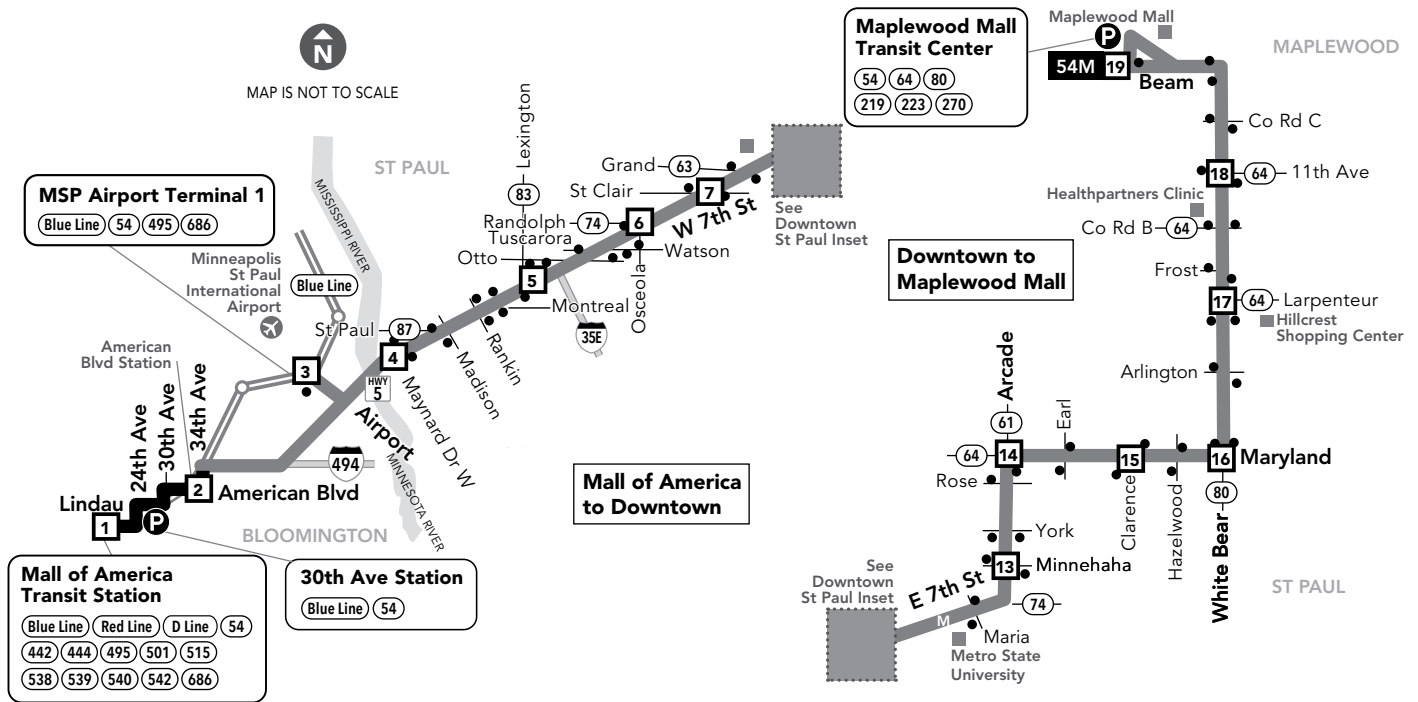 N
MAP IS NOT TO SCALE
MSP Airport Terminal 1
Blue Line 54 495 686
Minneapolis
St Paul
International
Airport
Blue Line
American
Blvd Station
24th Ave
30th Ave
34th Ave
Lindau
1
P
2
American Blvd
BLOOMINGTON
494
3
Mall of America
Transit Station
Blue Line Red Line D Line 54
442 444 495 501 515
538 539 540 542 686
30th Ave Station
Blue Line 54
ST PAUL
MISSISSIPPI RIVER
St Paul
87
4
HWY
5
Airport
MINNESOTA RIVER
Maynard Dr W
Madison
Rankin
Montreal
35E
Lexington
83
5
Otto
Tuscarora
Randolph
74
6
Osceola
Watson
St Clair
Grand
63
7
W 7th St
See
Downtown
St Paul Inset
Mall of America
to Downtown
Maplewood Mall
Transit Center
54 64 80
219 223 270
Maplewood Mall
P
54M 19
Beam
MAPLEWOOD
Co Rd C
18
64
11th Ave
Healthpartners Clinic
Co Rd B
64
Frost
17
64
Larpenteur
Hillcrest
Shopping Center
Arlington
Downtown to
Maplewood Mall
Arcade
61
64
14
Earl
15
Clarence
Hazelwood
16
Maryland
80
White Bear
Rose
York
13
Minnehaha
74
E 7th St
M
Maria
Metro State
University
See
Downtown
St Paul Inset
ST PAUL